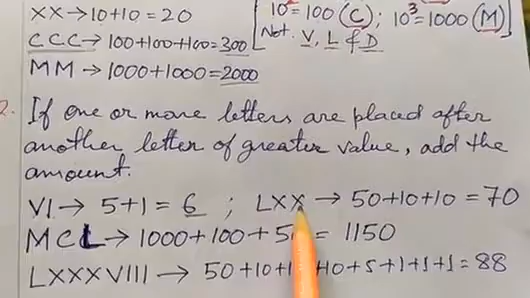 XX → 10+10 = 20
CCC → 100+100+100 = 300
MM → 1000+1000 = 2000
10² = 100 (C); 10³ = 1000 (M)
Not V, L & D
2. If one or more letters are placed after
another letter of greater value, add the
amount.
VI → 5+1 = 6 ; LXX → 50+10+10 = 70
MCL → 1000+100+5 = 1150
LXXXVIII → 50+10+1 10+5+1+1+1 = 88